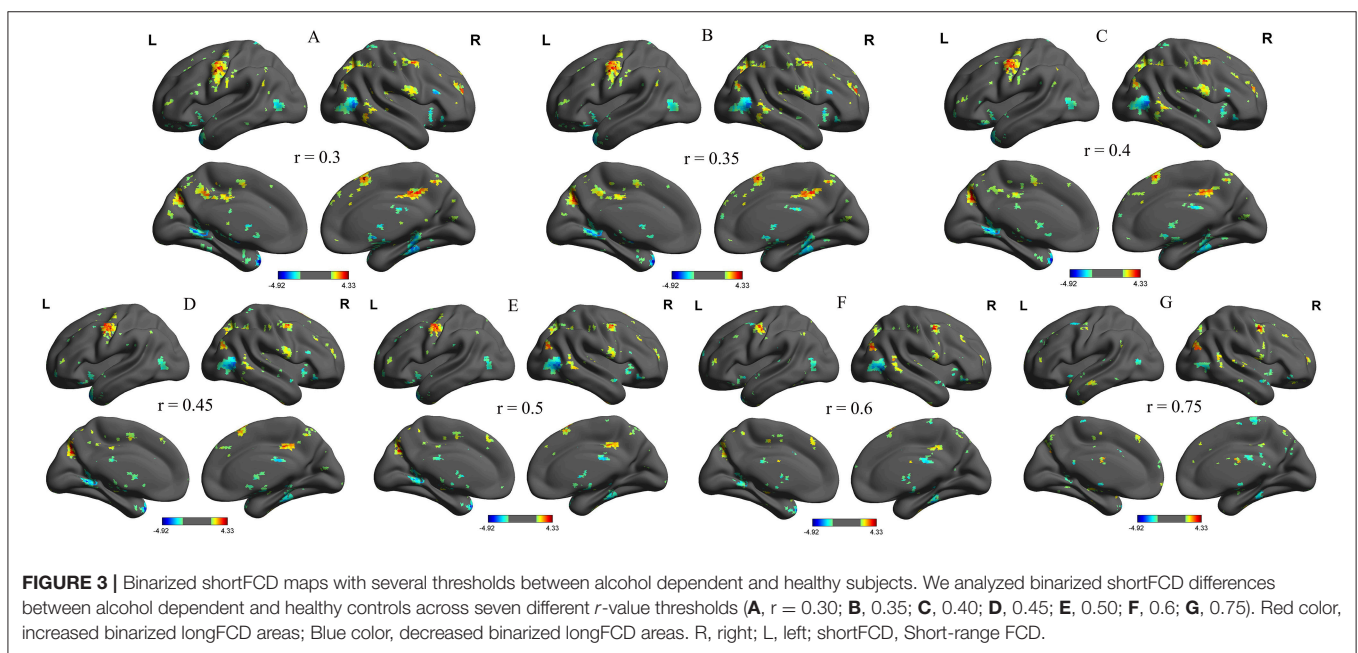 L A R
L B R
L C R
r = 0.3
r = 0.35
r = 0.4
-4.92 4.33
-4.92 4.33
-4.92 4.33
L D R
L E R
L F R
L G R
r = 0.45
r = 0.5
r = 0.6
r = 0.75
-4.92 4.33
-4.92 4.33
-4.92 4.33
-4.92 4.33
FIGURE 3 | Binarized shortFCD maps with several thresholds between alcohol dependent and healthy subjects. We analyzed binarized shortFCD differences
between alcohol dependent and healthy controls across seven different r-value thresholds (A, r = 0.30; B, 0.35; C, 0.40; D, 0.45; E, 0.50; F, 0.6; G, 0.75). Red color,
increased binarized longFCD areas; Blue color, decreased binarized longFCD areas. R, right; L, left; shortFCD, Short-range FCD.